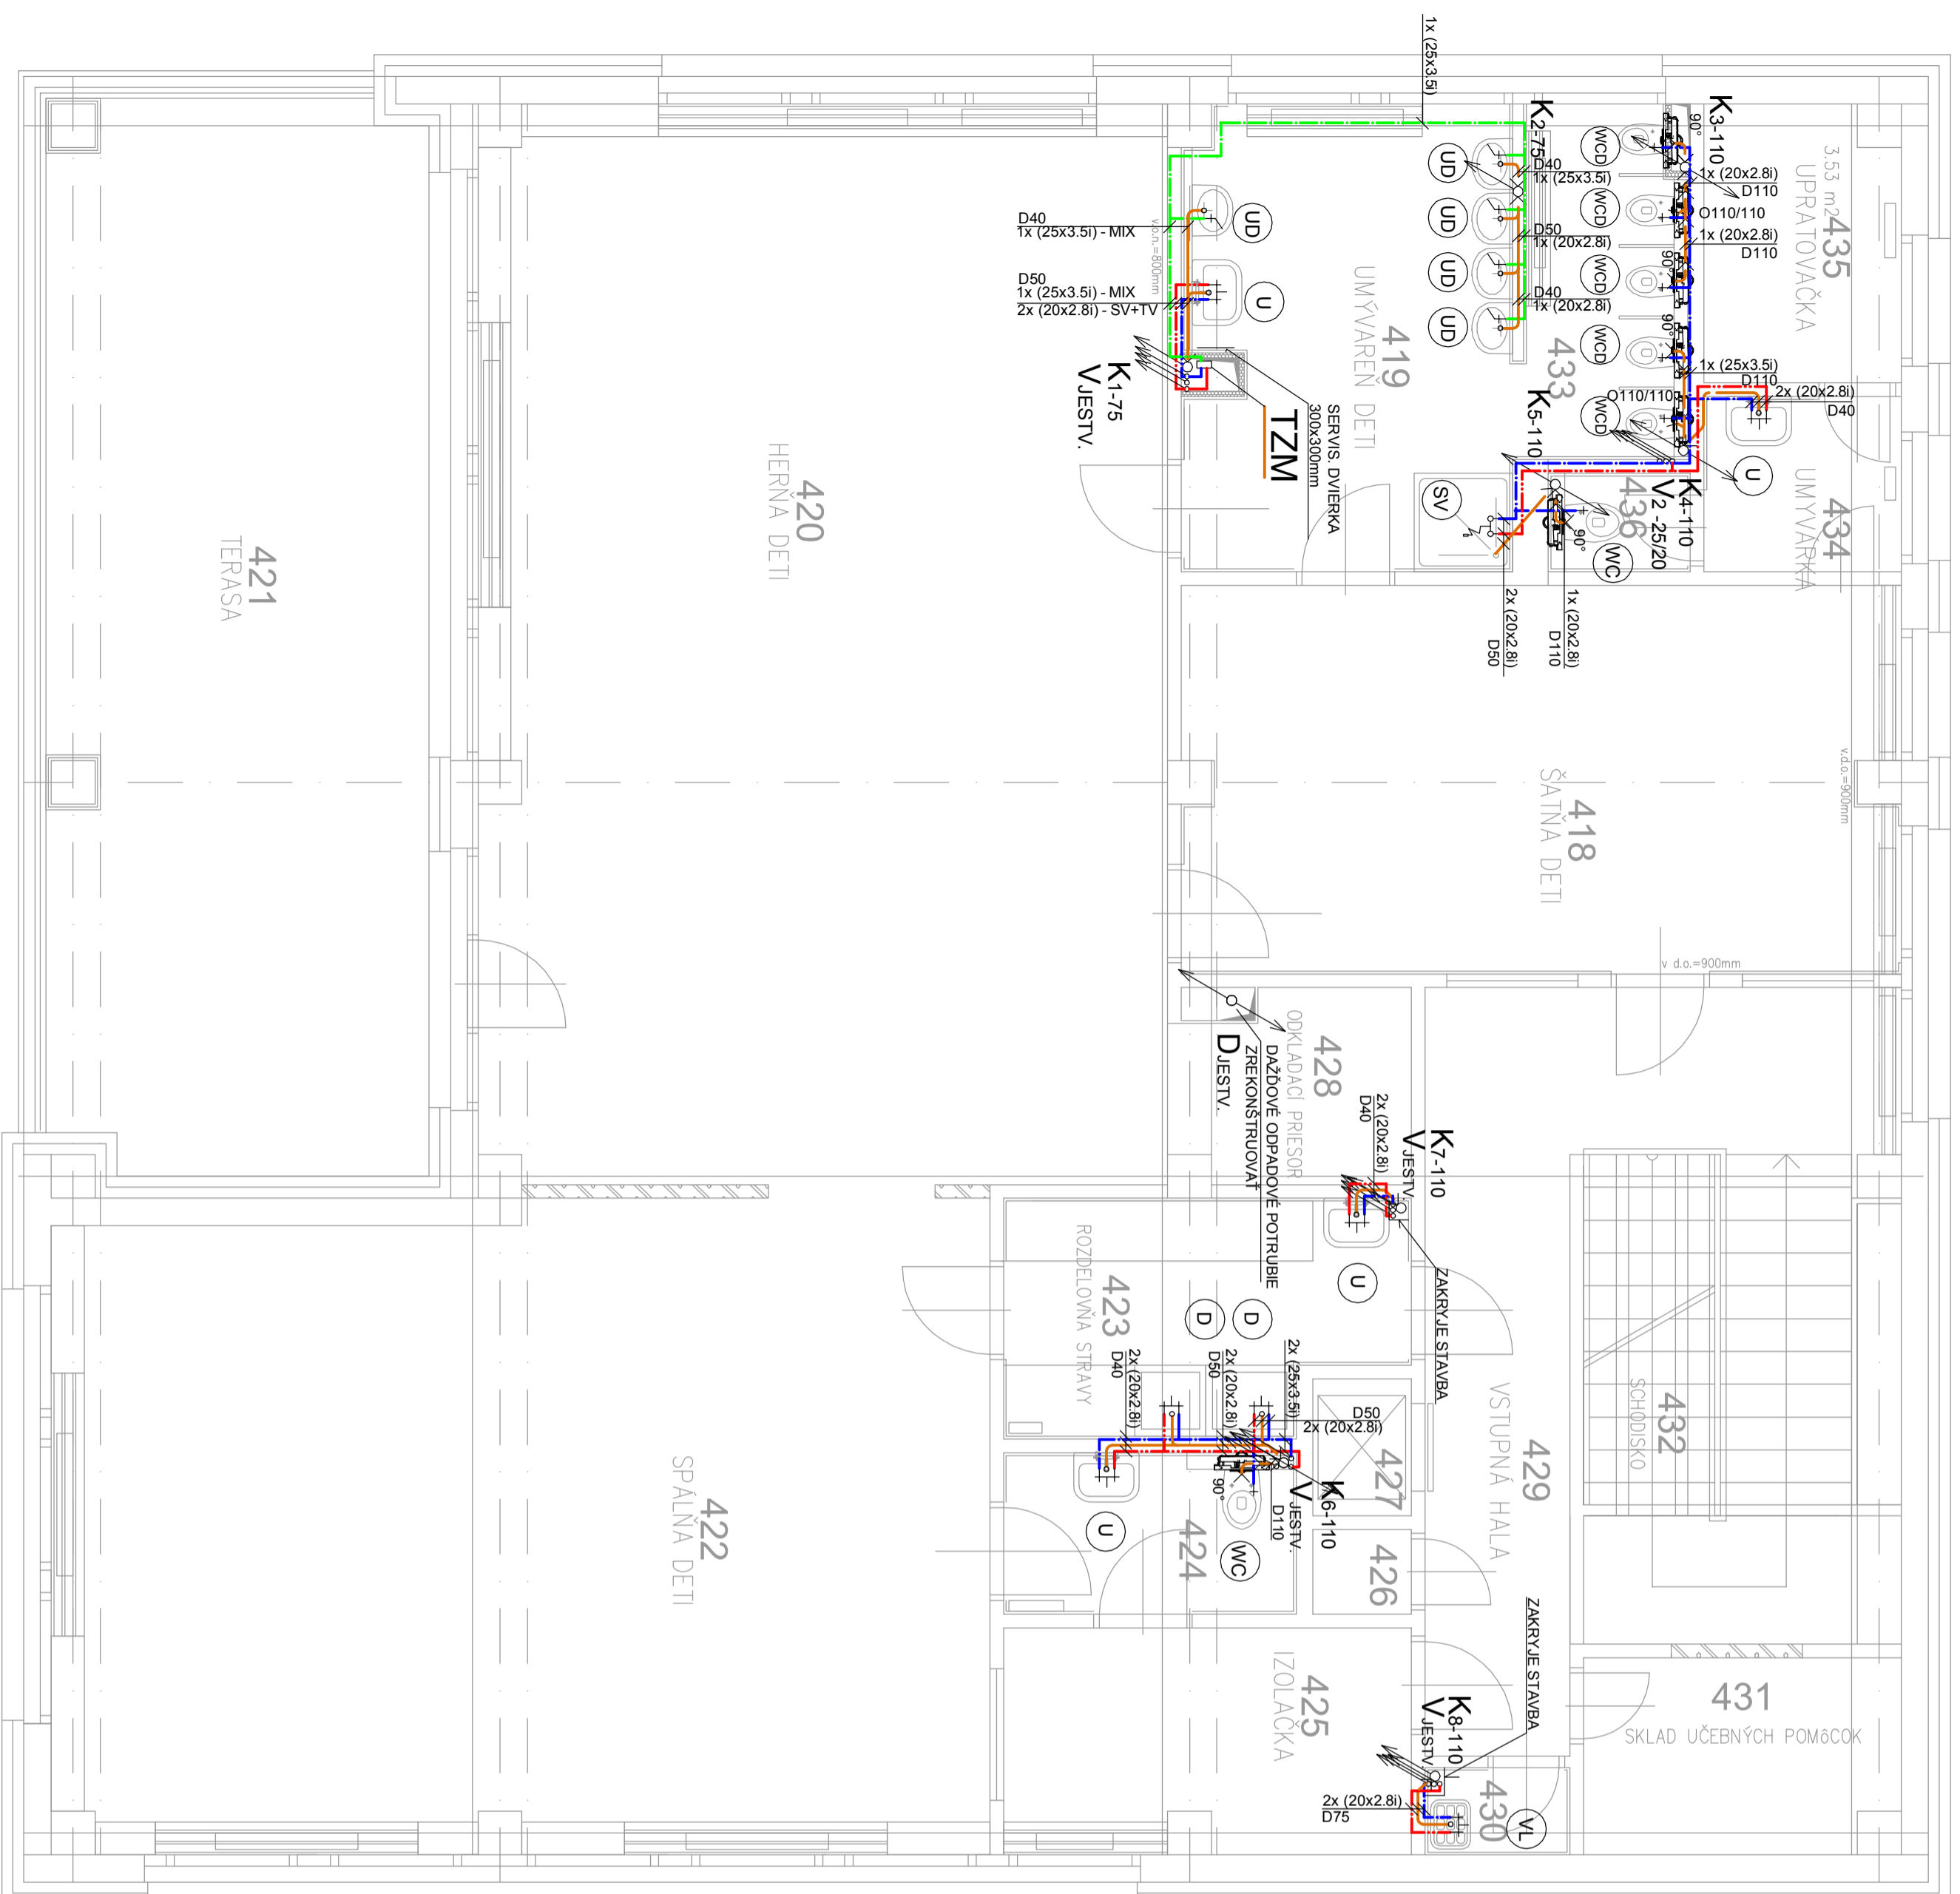 1x (25x3.5i)
K2-75
K3-110
90°
3.53 m2
435
UPRATOVAČKA
WCD
WCD
WCD
WCD
WCD
UD
UD
UD
UD
D40
1x (25x3.5i)
D50
1x (20x2.8i)
D40
1x (20x2.8i)
1x (20x2.8i)
D110
O110/110
1x (20x2.8i)
D110
90°
90°
1x (25x3.5i)
D110
O110/110
2x (20x2.8i)
D40
D40
1x (25x3.5i) - MIX
v.o.n.=800mm
D50
1x (25x3.5i) - MIX
2x (20x2.8i) - SV+TV
UD
U
419
UMÝVAREŇ DETI
433
K5-110
K1-75
VJESTV.
TZM
SERVIS. DVIERKA
300x300mm
U
434
UMÝVÁRKA
K4-110
V2 -25/20
436
90°
WC
SV
2x (20x2.8i)
D50
1x (20x2.8i)
D110
420
HERŇA DETI
421
TERASA
418
ŠATŇA DETI
v.d.o.=900mm
v d.o.=900mm
428
ODKLADACÍ PRIESOR
DAŽĎOVÉ ODPADOVÉ POTRUBIE
ZREKONŠTRUOVAŤ
DJESTV.
2x (20x2.8i)
D40
K7-110
VJESTV.
ZAKRYJE STAVBA
U
423
ROZDELOVŇA STRAVY
D
D
2x (20x2.8i)
D40
2x (20x2.8i)
D50
2x (25x3.5i)
D50
2x (20x2.8i)
427
K6-110
VJESTV.
D110
90°
U
WC
424
426
429
VSTUPNÁ HALA
432
SCHODISKO
422
SPÁLŇA DETI
425
IZOLAČKA
ZAKRYJE STAVBA
431
SKLAD UČEBNÝCH POMôCOK
K8-110
VJESTV.
2x (20x2.8i)
D75
430
VL